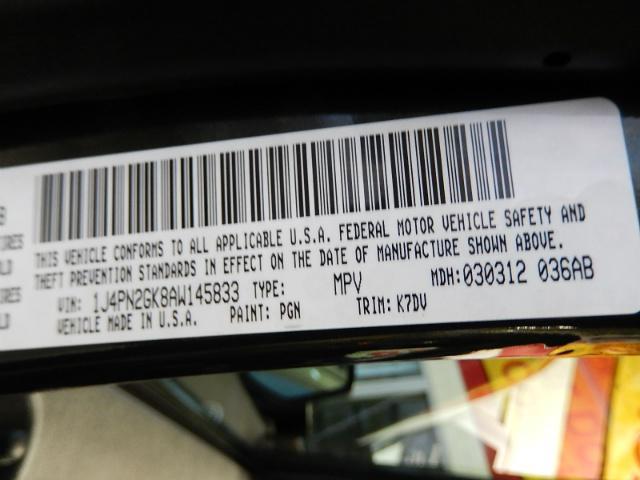 THIS VEHICLE CONFORMS TO ALL APPLICABLE U.S.A. FEDERAL MOTOR VEHICLE SAFETY AND
THEFT PREVENTION STANDARDS IN EFFECT ON THE DATE OF MANUFACTURE SHOWN ABOVE.
VIN: 1J4PN2GK8AW145833 TYPE: MPV MDH:030312 036AB
VEHICLE MADE IN U.S.A. PAINT: PGN TRIM: K7DV